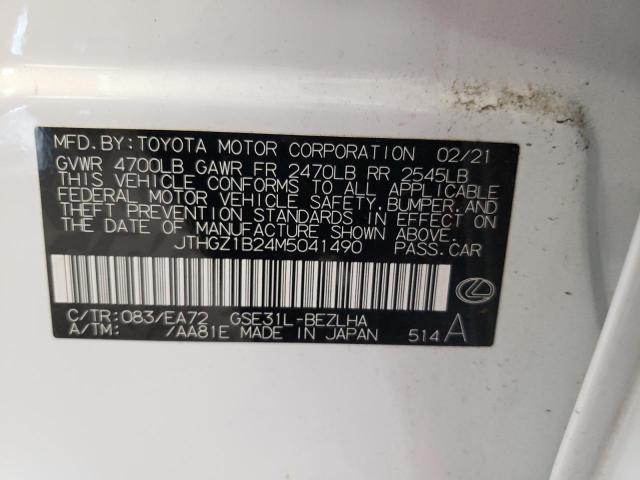 MFD.BY:TOYOTA MOTOR CORPORATION 02/21
GVWR 4700LB GAWR FR 2470LB RR 2545LB
THIS VEHICLE CONFORMS TO ALL APPLICABLE
FEDERAL MOTOR VEHICLE SAFETY,BUMPER,AND
THEFT PREVENTION STANDARDS IN EFFECT ON
THE DATE OF MANUFACTURE SHOWN ABOVE.
JTHGZ1B24M5041490 PASS.CAR
C/TR:083/EA72 GSE31L-BEZLHA
A/TM: /AA81E MADE IN JAPAN 514 A